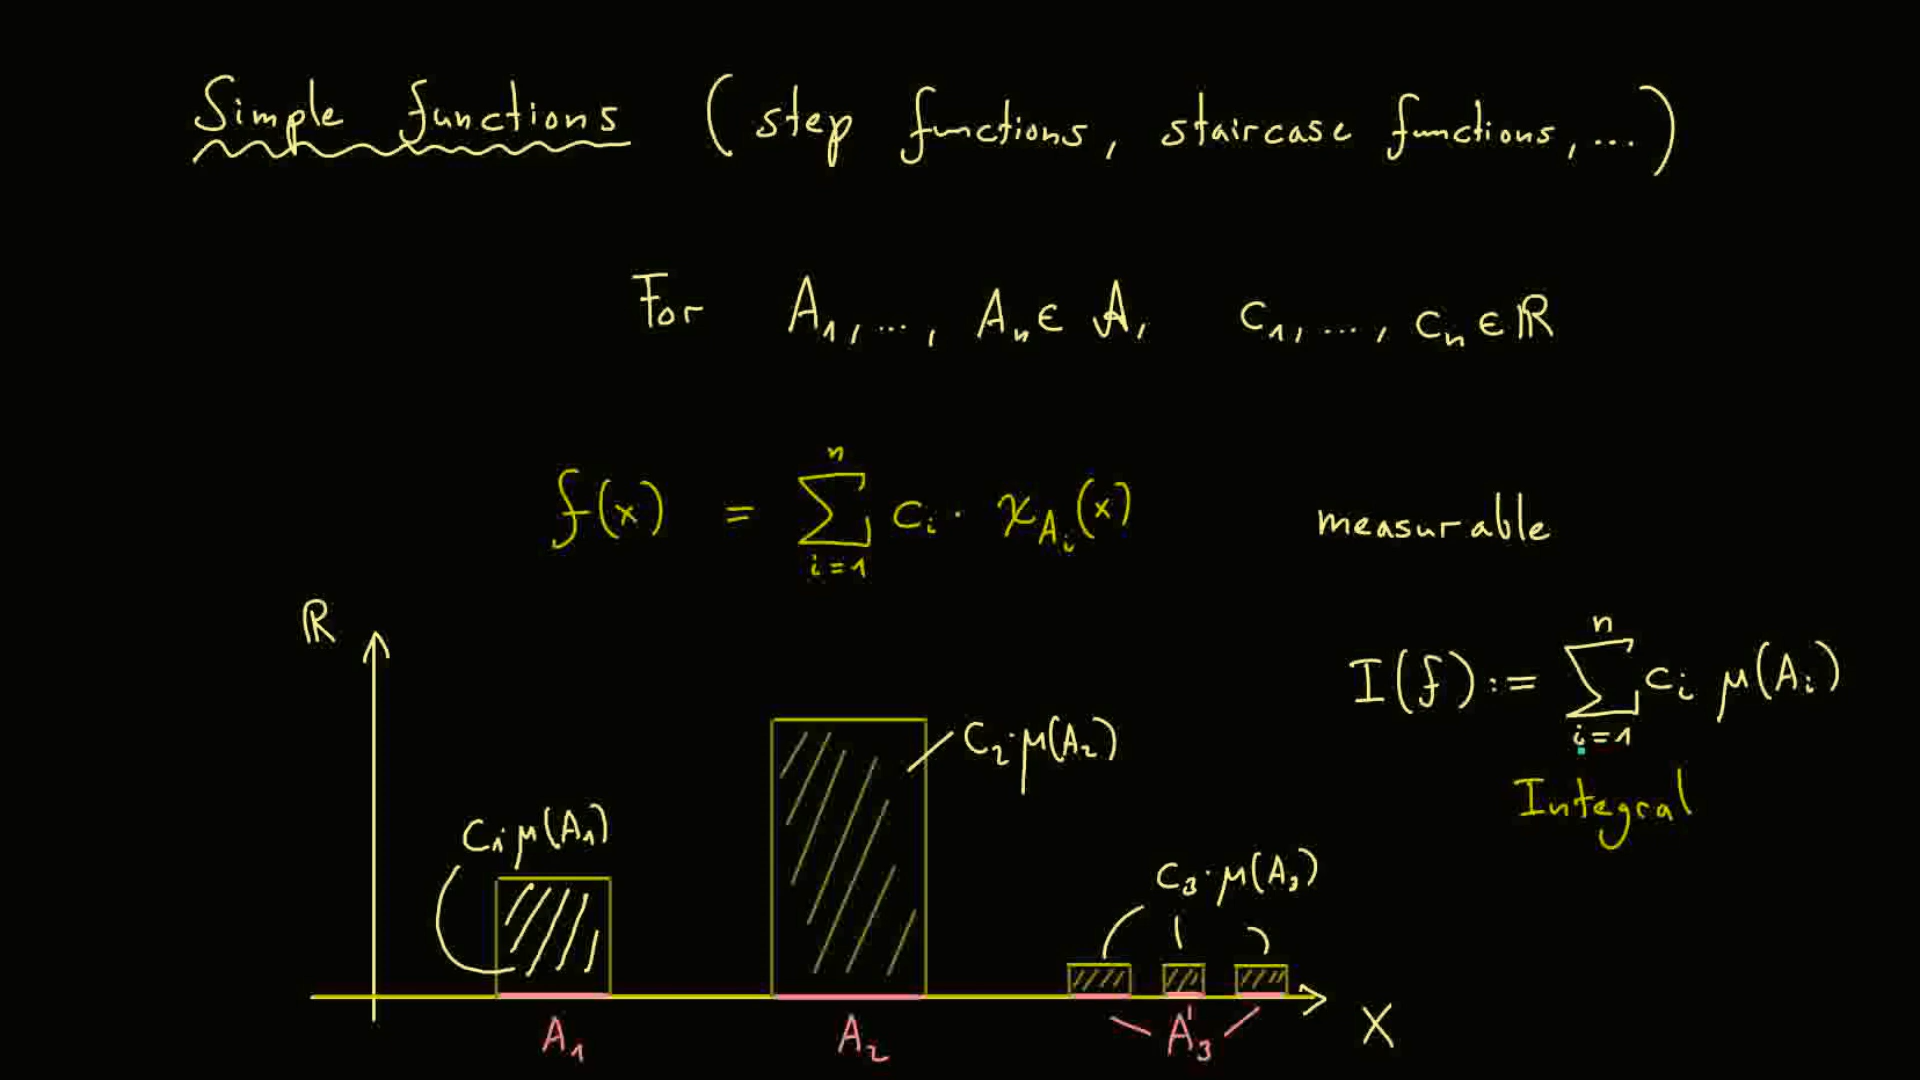 Simple functions (step functions, staircase functions, ...)
For A₁, ..., Aₙ ∈ 𝒜, c₁, ..., cₙ ∈ ℝ
f(x) = ∑ᵢ₌₁ⁿ cᵢ · χ_Aᵢ(x) measurable
ℝ
I(f) := ∑ᵢ₌₁ⁿ cᵢ μ(Aᵢ)
Integral
C₂·μ(A₂)
C₁·μ(A₁)
C₃·μ(A₃)
A₁ A₂ A₃ X